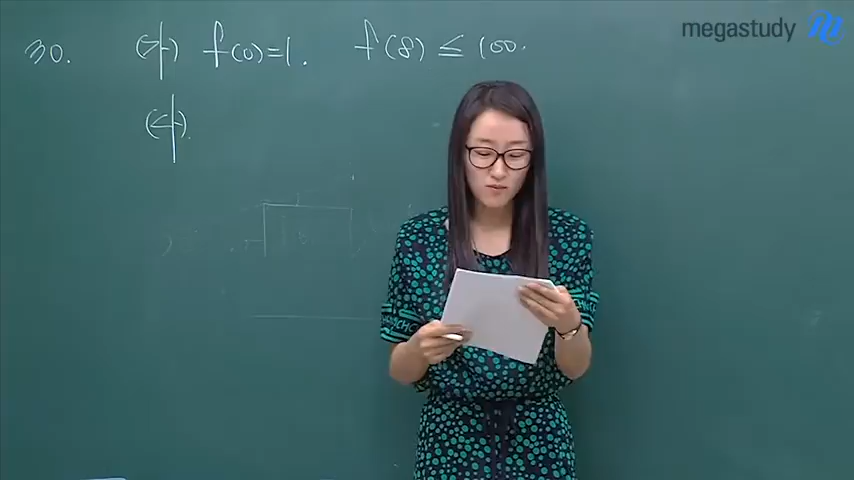 30. (가) f(0)=1. f(8) ≤ 100.
(나).
megastudy